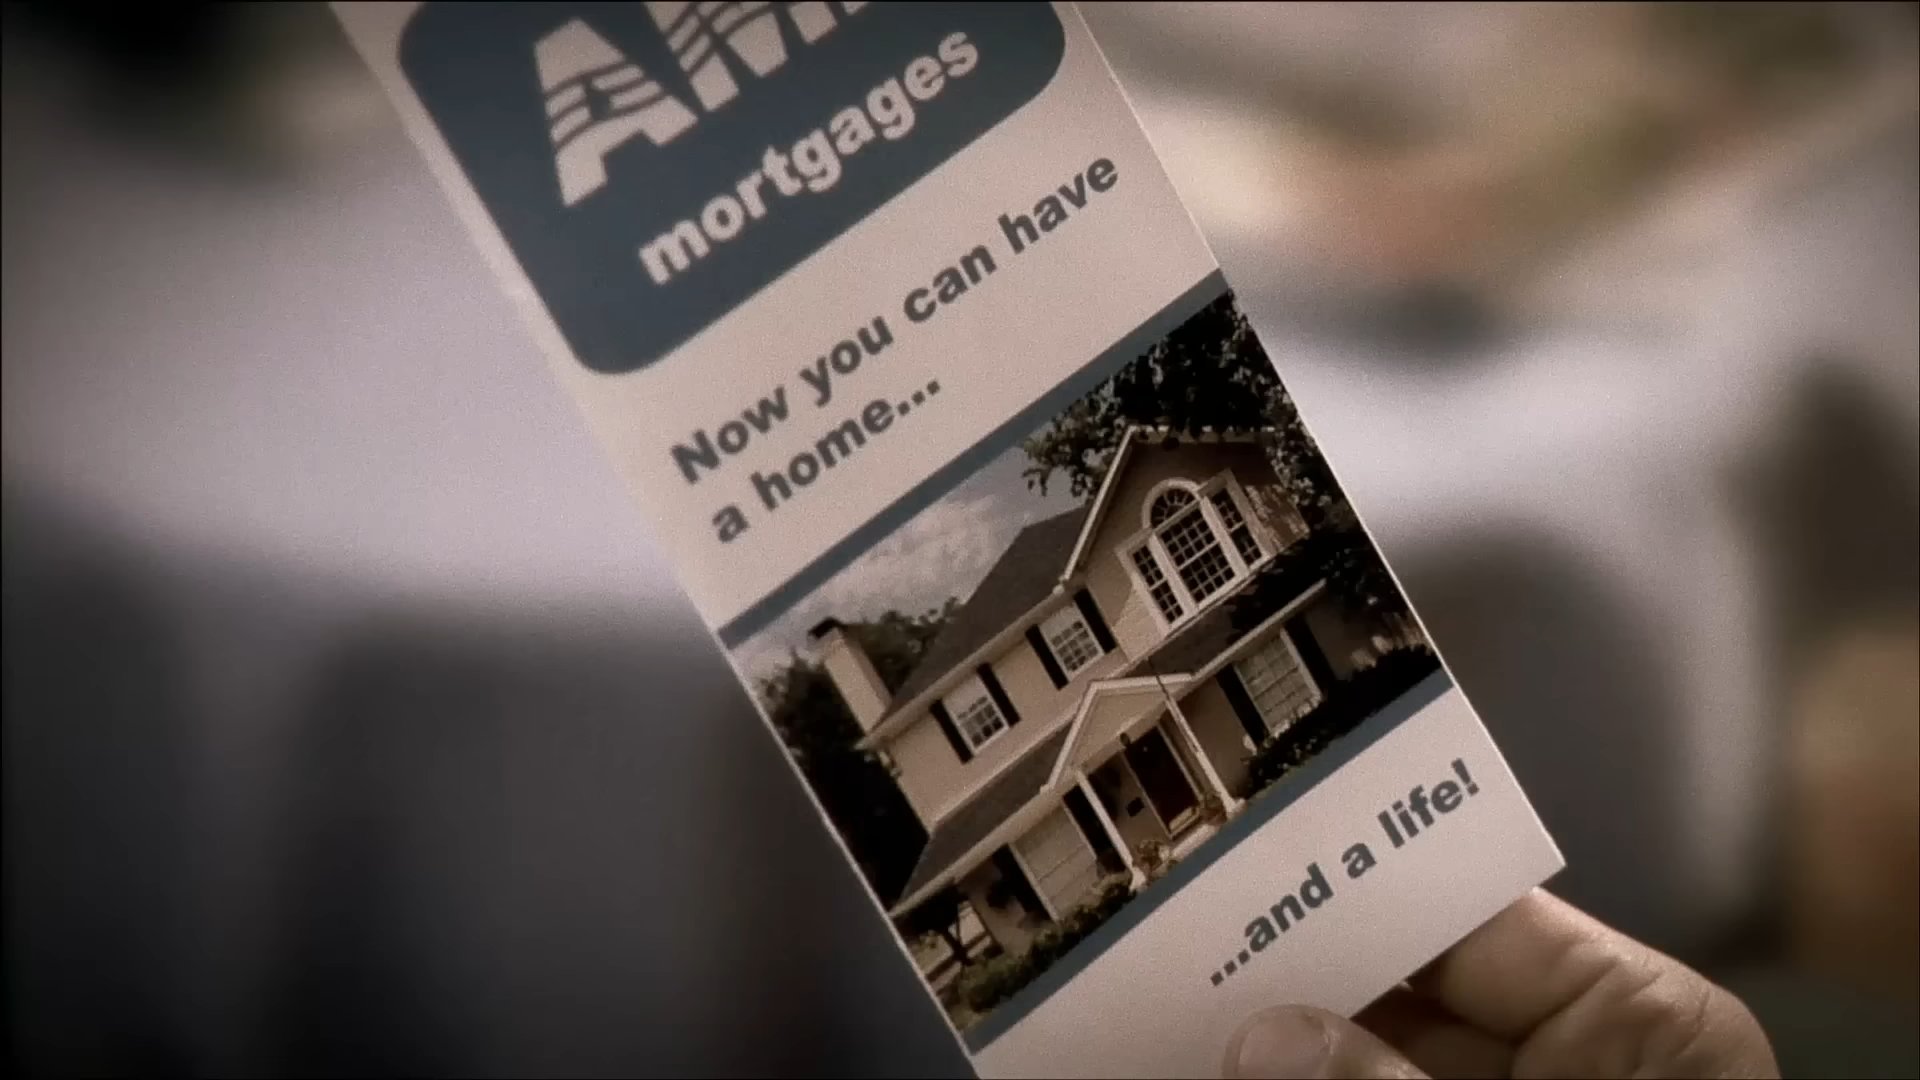 mortgages
Now you can have
a home...
...and a life!